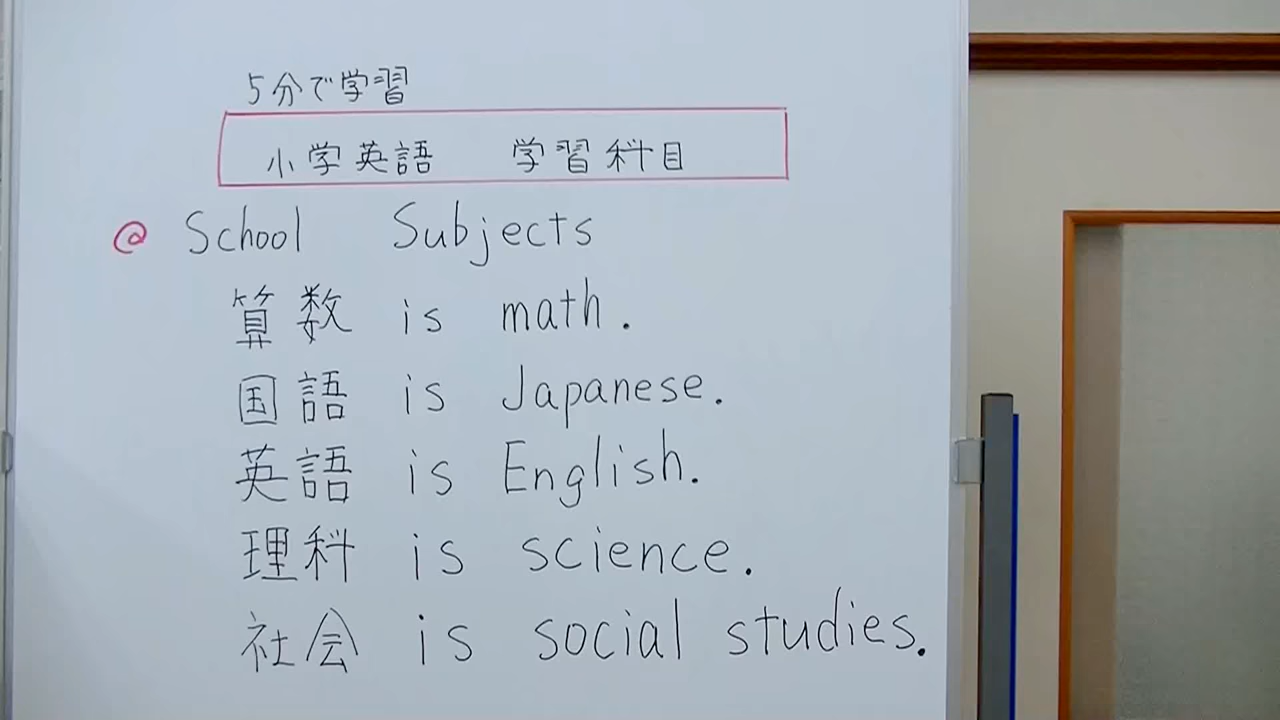 5分で学習
小学英語 学習科目
@ School Subjects
算数 is math.
国語 is Japanese.
英語 is English.
理科 is science.
社会 is social studies.